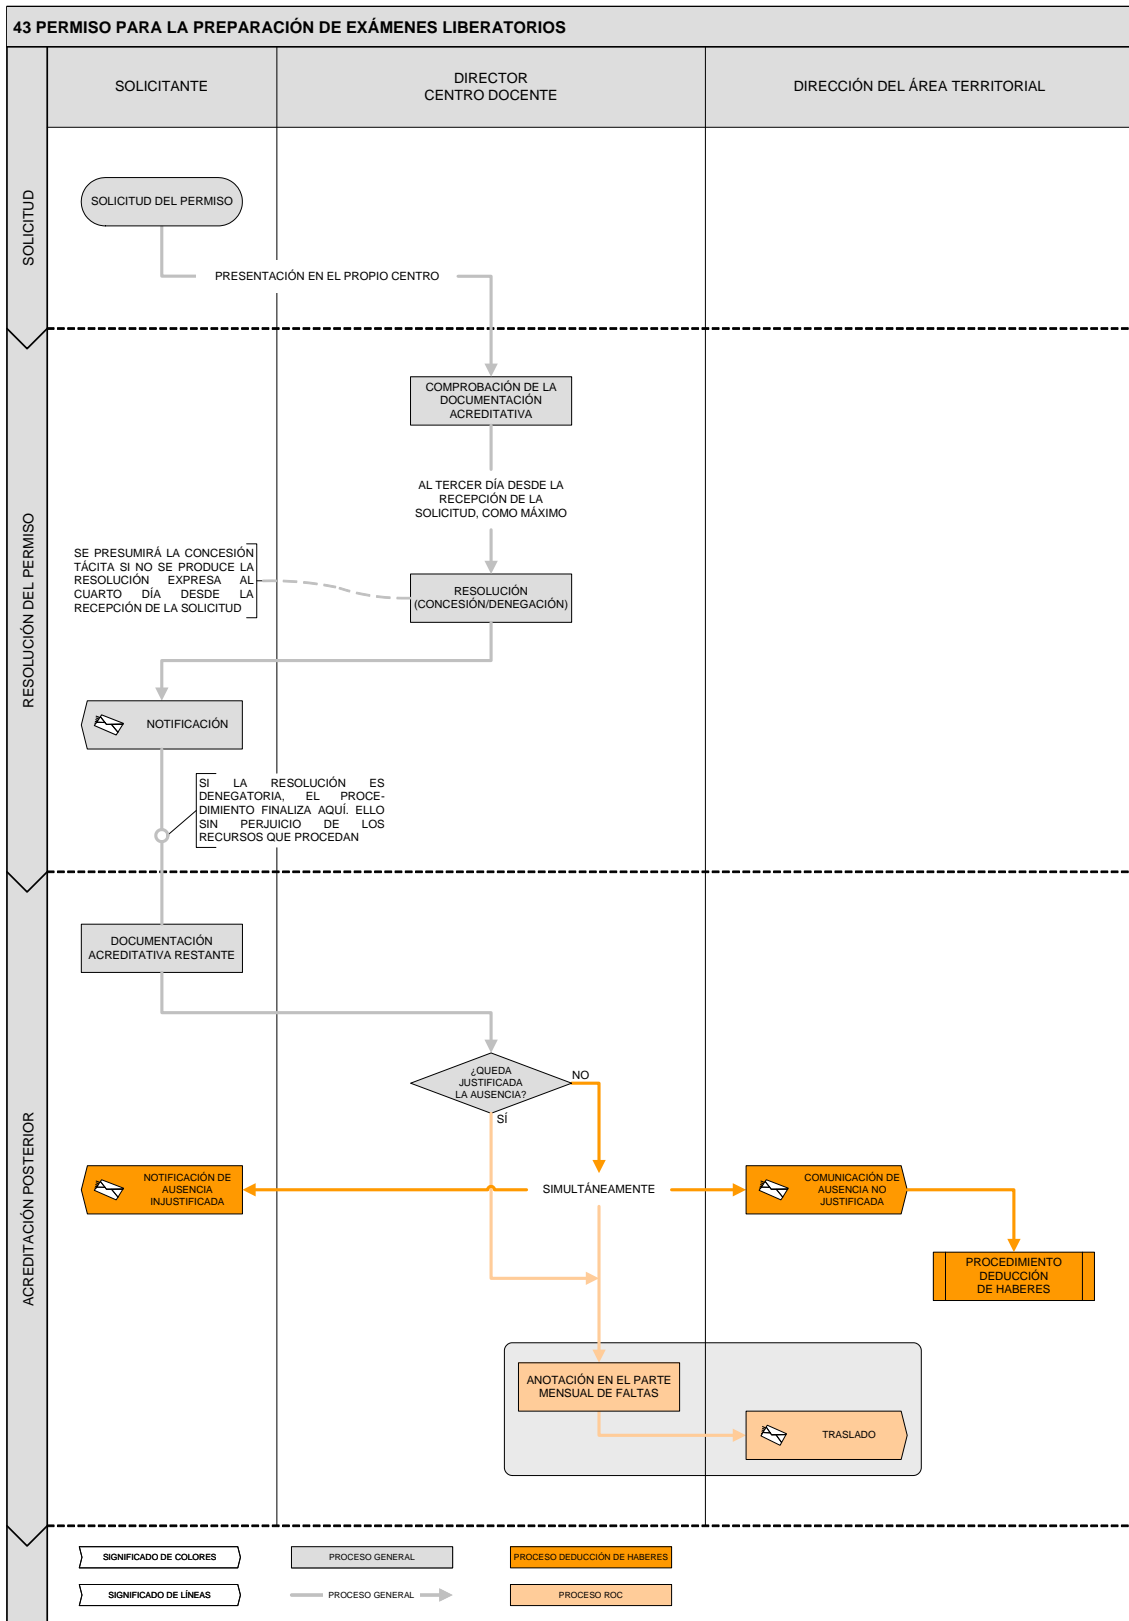 43 PERMISO PARA LA PREPARACIÓN DE EXÁMENES LIBERATORIOS
SOLICITANTE
DIRECTOR
CENTRO DOCENTE
DIRECCIÓN DEL ÁREA TERRITORIAL
SOLICITUD
SOLICITUD DEL PERMISO
PRESENTACIÓN EN EL PROPIO CENTRO
RESOLUCIÓN DEL PERMISO
COMPROBACIÓN DE LA
DOCUMENTACIÓN
ACREDITATIVA
AL TERCER DÍA DESDE LA
RECEPCIÓN DE LA
SOLICITUD, COMO MÁXIMO
SE PRESUMIRÁ LA CONCESIÓN
TÁCITA SI NO SE PRODUCE LA
RESOLUCIÓN EXPRESA AL
CUARTO DÍA DESDE LA
RECEPCIÓN DE LA SOLICITUD
RESOLUCIÓN
(CONCESIÓN/DENEGACIÓN)
NOTIFICACIÓN
SI LA RESOLUCIÓN ES
DENEGATORIA, EL PROCE-
DIMIENTO FINALIZA AQUÍ. ELLO
SIN PERJUICIO DE LOS
RECURSOS QUE PROCEDAN
ACREDITACIÓN POSTERIOR
DOCUMENTACIÓN
ACREDITATIVA RESTANTE
¿QUEDA
JUSTIFICADA
LA AUSENCIA?
NO
SÍ
NOTIFICACIÓN DE
AUSENCIA
INJUSTIFICADA
SIMULTÁNEAMENTE
COMUNICACIÓN DE
AUSENCIA NO
JUSTIFICADA
PROCEDIMIENTO
DEDUCCIÓN
DE HABERES
ANOTACIÓN EN EL PARTE
MENSUAL DE FALTAS
TRASLADO
SIGNIFICADO DE COLORES
PROCESO GENERAL
PROCESO DEDUCCIÓN DE HABERES
SIGNIFICADO DE LÍNEAS
PROCESO GENERAL
PROCESO ROC